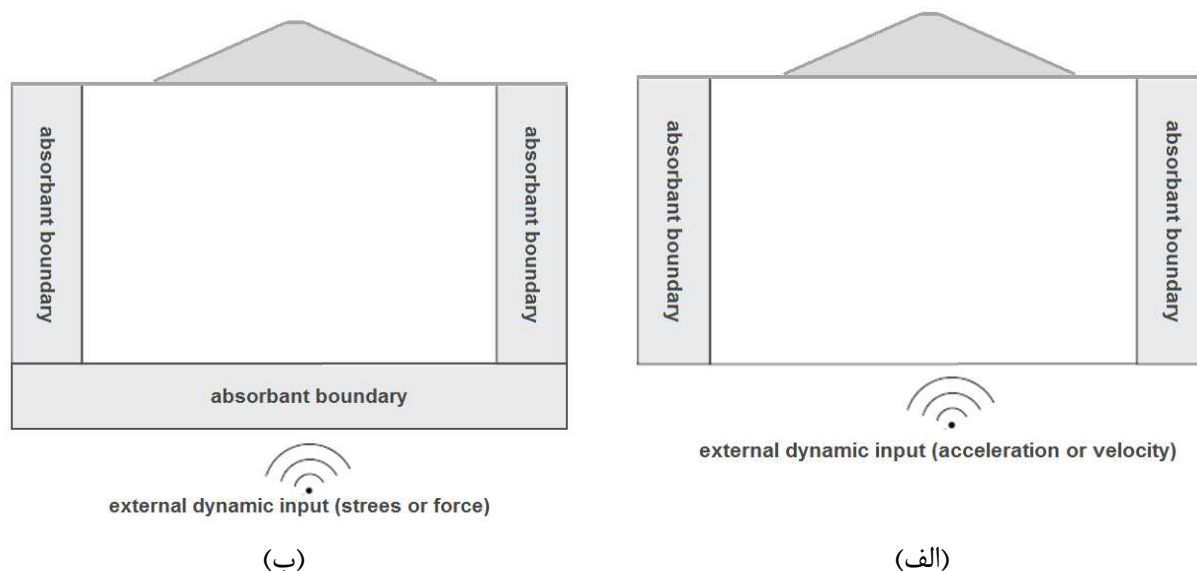 absorbant boundary
absorbant boundary
absorbant boundary
external dynamic input (strees or force)
(ب)
absorbant boundary
absorbant boundary
external dynamic input (acceleration or velocity)
(الف)